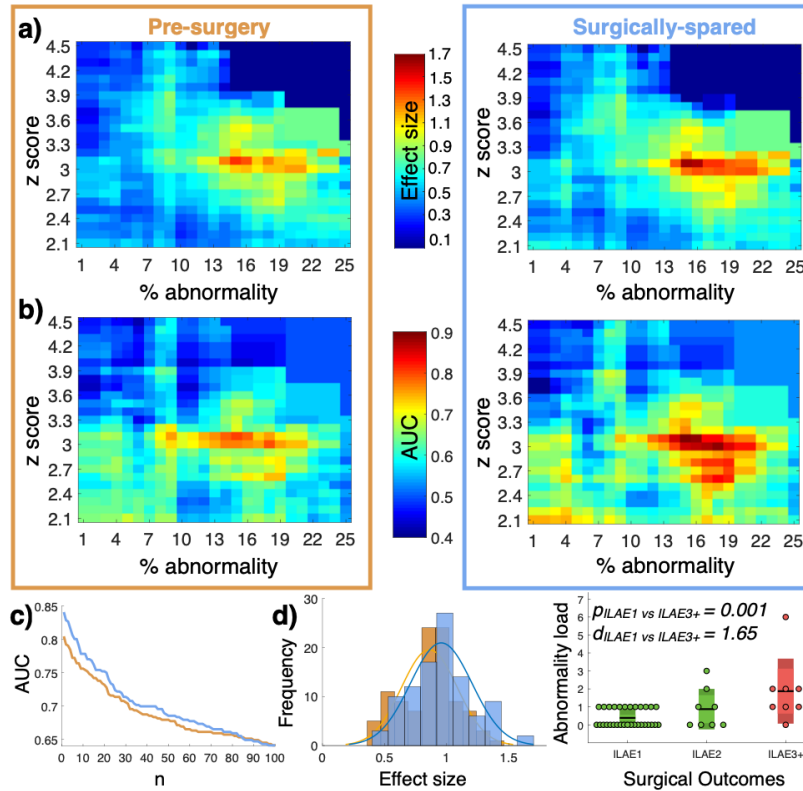 a)
Pre-surgery
Surgically-spared
4.5
4.2
3.9
3.6
3.3
3
2.7
2.4
2.1
z score
1 4 7 10 13 16 19 22 25
% abnormality
1.7
1.5
1.3
1.1
0.9
0.7
0.5
0.3
0.1
Effect size
4.5
4.2
3.9
3.6
3.3
3
2.7
2.4
2.1
z score
1 4 7 10 13 16 19 22 25
% abnormality
b)
4.5
4.2
3.9
3.6
3.3
3
2.7
2.4
2.1
z score
1 4 7 10 13 16 19 22 25
% abnormality
0.9
0.8
0.7
0.6
0.5
0.4
AUC
4.5
4.2
3.9
3.6
3.3
3
2.7
2.4
2.1
z score
1 4 7 10 13 16 19 22 25
% abnormality
c)
0.85
0.8
0.75
0.7
0.65
AUC
0 20 40 60 80 100
n
d)
30
20
10
0
Frequency
0.5 1 1.5
Effect size
7
6
5
4
3
2
1
0
Abnormality load
pILAE1 vs ILAE3+ = 0.001
dILAE1 vs ILAE3+ = 1.65
ILAE1 ILAE2 ILAE3+
Surgical Outcomes